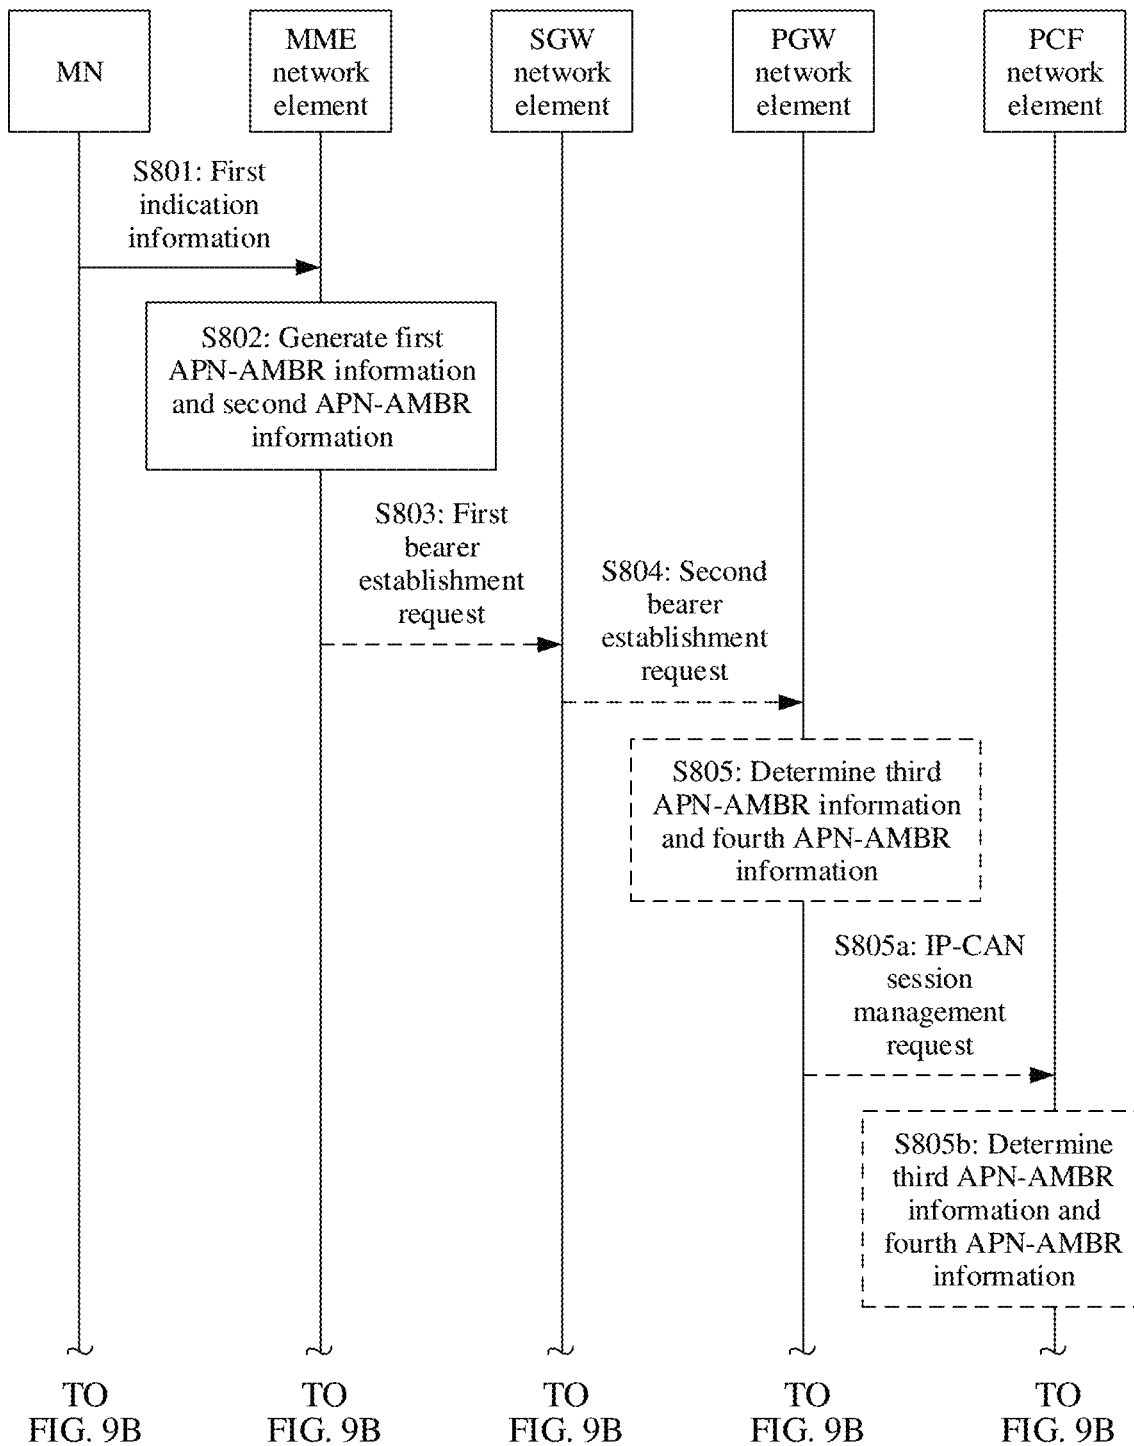 MN
MME
network
element
SGW
network
element
PGW
network
element
PCF
network
element
S801: First
indication
information
S802: Generate first
APN-AMBR information
and second APN-AMBR
information
S803: First
bearer
establishment
request
S804: Second
bearer
establishment
request
S805: Determine third
APN-AMBR information
and fourth APN-AMBR
information
S805a: IP-CAN
session
management
request
S805b: Determine
third APN-AMBR
information and
fourth APN-AMBR
information
TO
FIG. 9B
TO
FIG. 9B
TO
FIG. 9B
TO
FIG. 9B
TO
FIG. 9B